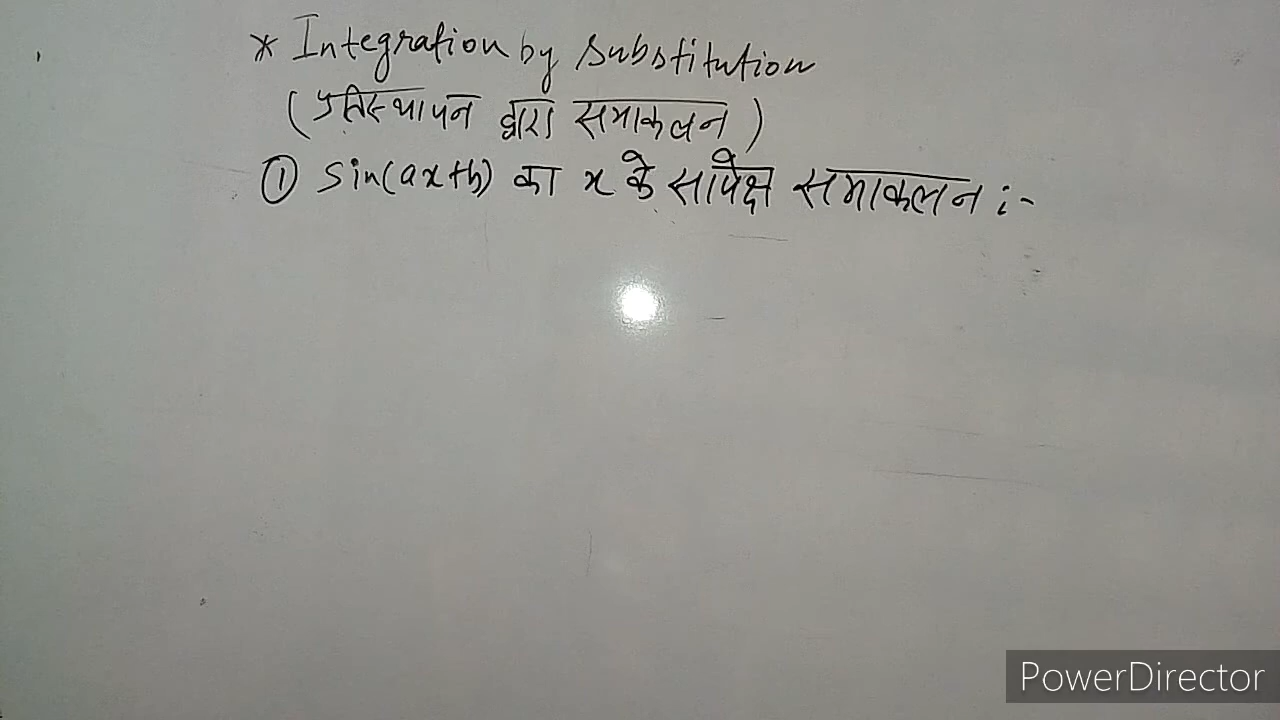 * Integration by substitution
(प्रतिस्थापन द्वारा समाकलन)
① sin(ax+b) का x के सापेक्ष समाकलन :-
PowerDirector